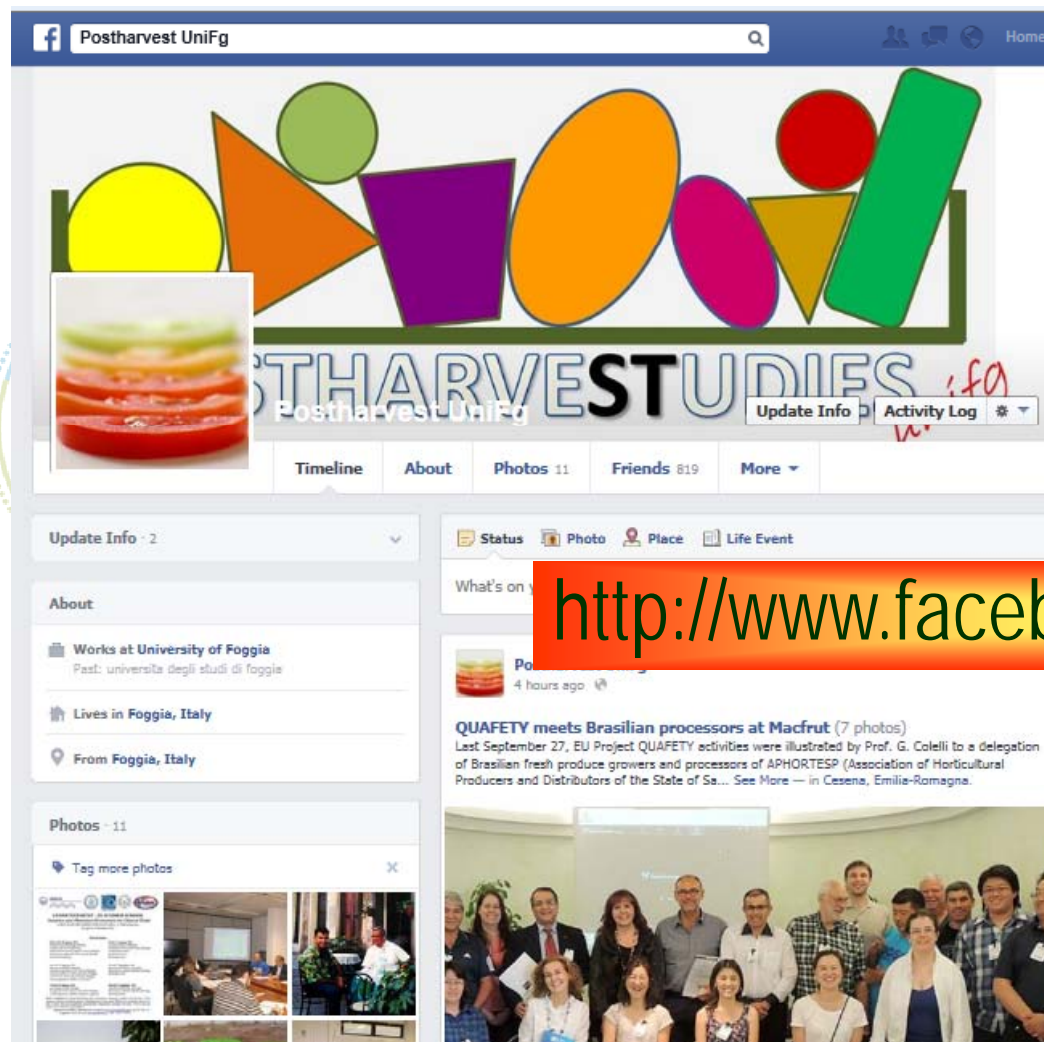 Postharvest UniFg
Home
STHARVESTUDIES
Postharvest UniFg
Update Info
Activity Log
Timeline About Photos 11 Friends 819 More
Update Info · 2
Status Photo Place Life Event
What's on
http://www.faceb
About
Works at University of Foggia
Past: universita degli studi di foggia
Lives in Foggia, Italy
From Foggia, Italy
4 hours ago
QUAFETY meets Brasilian processors at Macfrut (7 photos)
Last September 27, EU Project QUAFETY activities were illustrated by Prof. G. Colelli to a delegation
of Brasilian fresh produce growers and processors of APHORTESP (Association of Horticultural
Producers and Distributors of the State of Sa... See More — in Cesena, Emilia-Romagna.
Photos · 11
Tag more photos